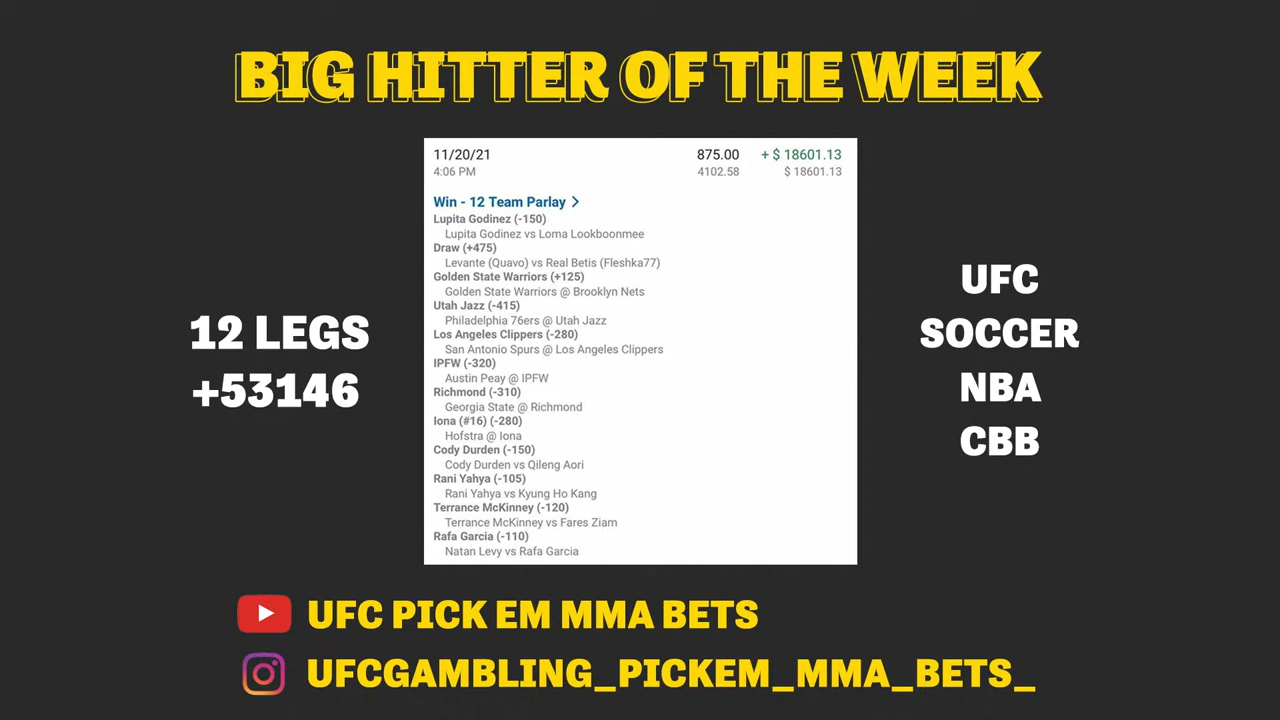 BIG HITTER OF THE WEEK
11/20/21 875.00 + $ 18601.13
4:06 PM 4102.58 $ 18601.13
Win - 12 Team Parlay >
Lupita Godinez (-150)
Lupita Godinez vs Loma Lookboonmee
Draw (+475)
Levante (Quavo) vs Real Betis (Fleshka77)
Golden State Warriors (+125)
Golden State Warriors @ Brooklyn Nets
Utah Jazz (-415)
Philadelphia 76ers @ Utah Jazz
Los Angeles Clippers (-280)
San Antonio Spurs @ Los Angeles Clippers
IPFW (-320)
Austin Peay @ IPFW
Richmond (-310)
Georgia State @ Richmond
Iona (#16) (-280)
Hofstra @ Iona
Cody Durden (-150)
Cody Durden vs Qileng Aori
Rani Yahya (-105)
Rani Yahya vs Kyung Ho Kang
Terrance McKinney (-120)
Terrance McKinney vs Fares Ziam
Rafa Garcia (-110)
Natan Levy vs Rafa Garcia
12 LEGS
+53146
UFC
SOCCER
NBA
CBB
UFC PICK EM MMA BETS
UFCGAMBLING_PICKEM_MMA_BETS_